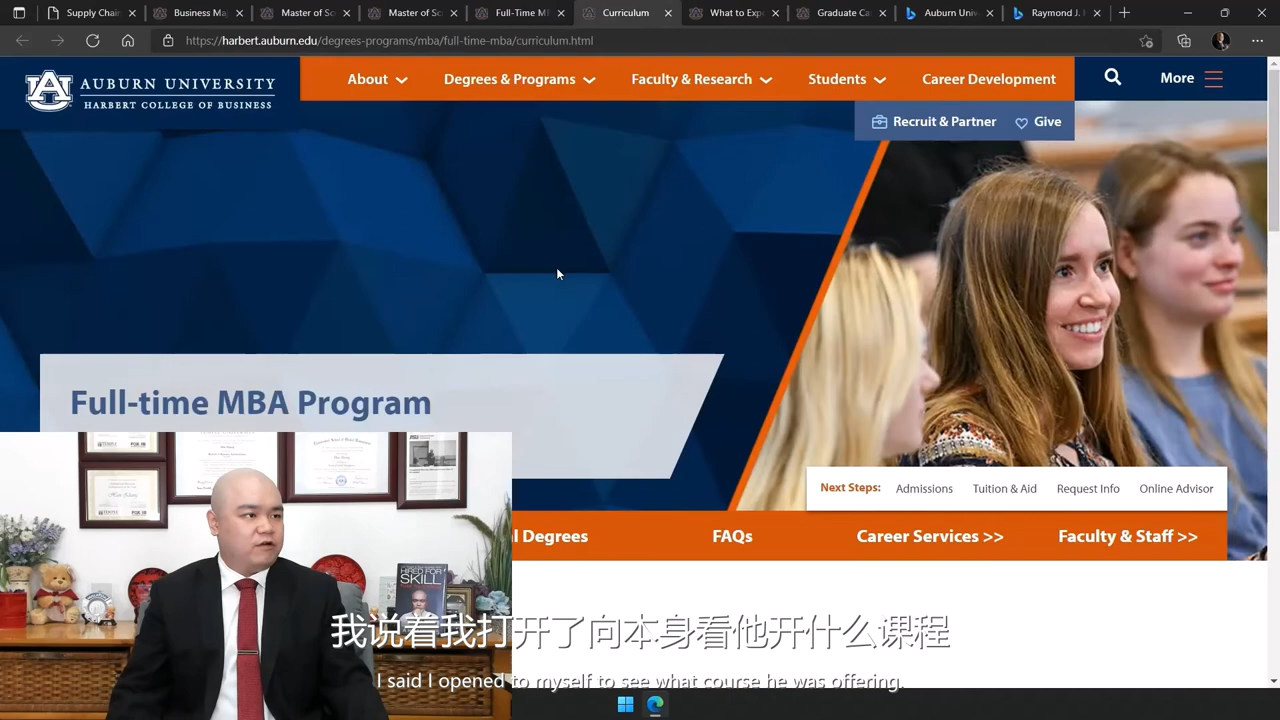 Supply Chain
Business Ma
Master of Sc
Master of Sc
Full-Time M
Curriculum
What to Exp
Graduate Ca
Auburn Univ
Raymond J.
https://harbert.auburn.edu/degrees-programs/mba/full-time-mba/curriculum.html
AUBURN UNIVERSITY
HARBERT COLLEGE OF BUSINESS
About
Degrees & Programs
Faculty & Research
Students
Career Development
More
Recruit & Partner
Give
Full-time MBA Program
Next Steps:
Admissions
Tuition & Aid
Request Info
Online Advisor
l Degrees
FAQs
Career Services >>
Faculty & Staff >>
HIRED FOR
SKILL
我说着我打开了向本身看他开什么课程
I said I opened to myself to see what course he was offering.